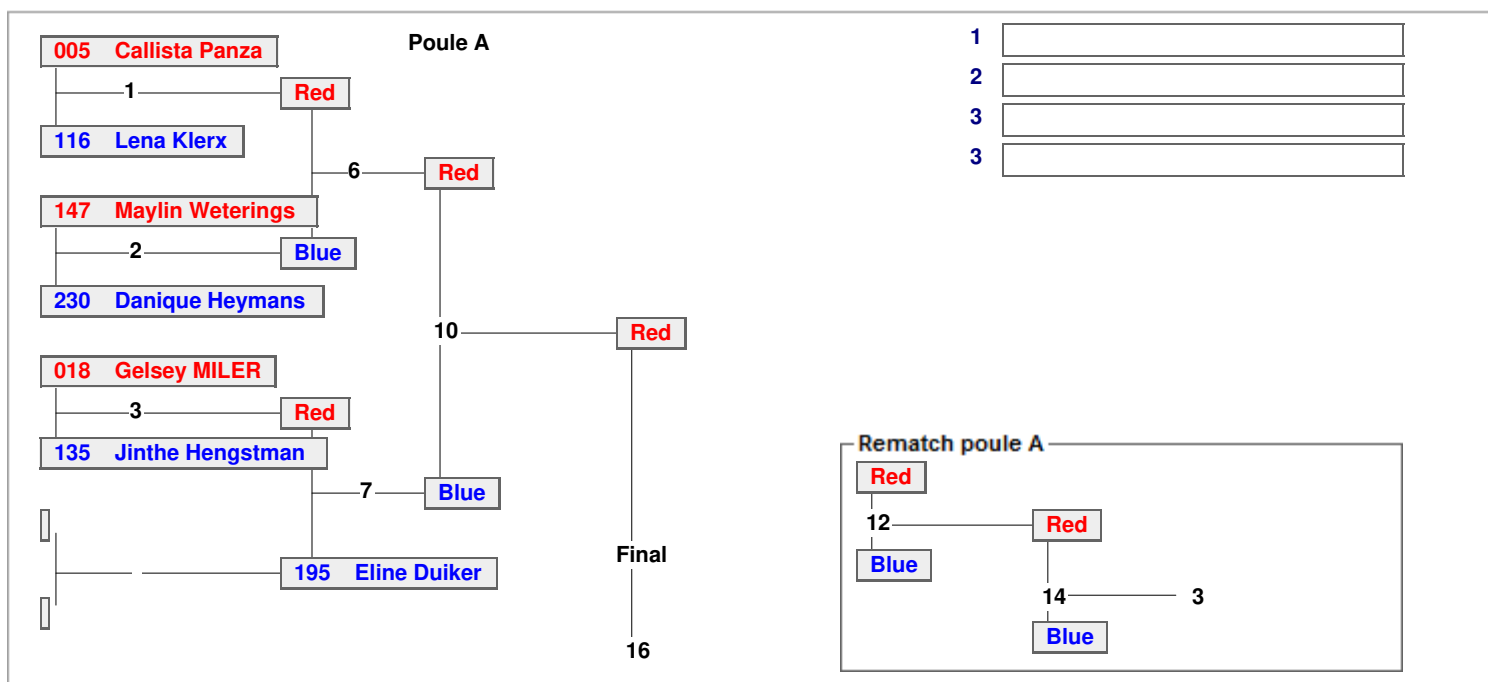 Poule A
005 Callista Panza
1
Red
116 Lena Klerx
6
Red
147 Maylin Weterings
2
Blue
230 Danique Heymans
10
Red
018 Gelsey MILER
3
Red
135 Jinthe Hengstman
7
Blue
195 Eline Duiker
Final
16
1
2
3
3
Rematch poule A
Red
12
Red
Blue
14
3
Blue